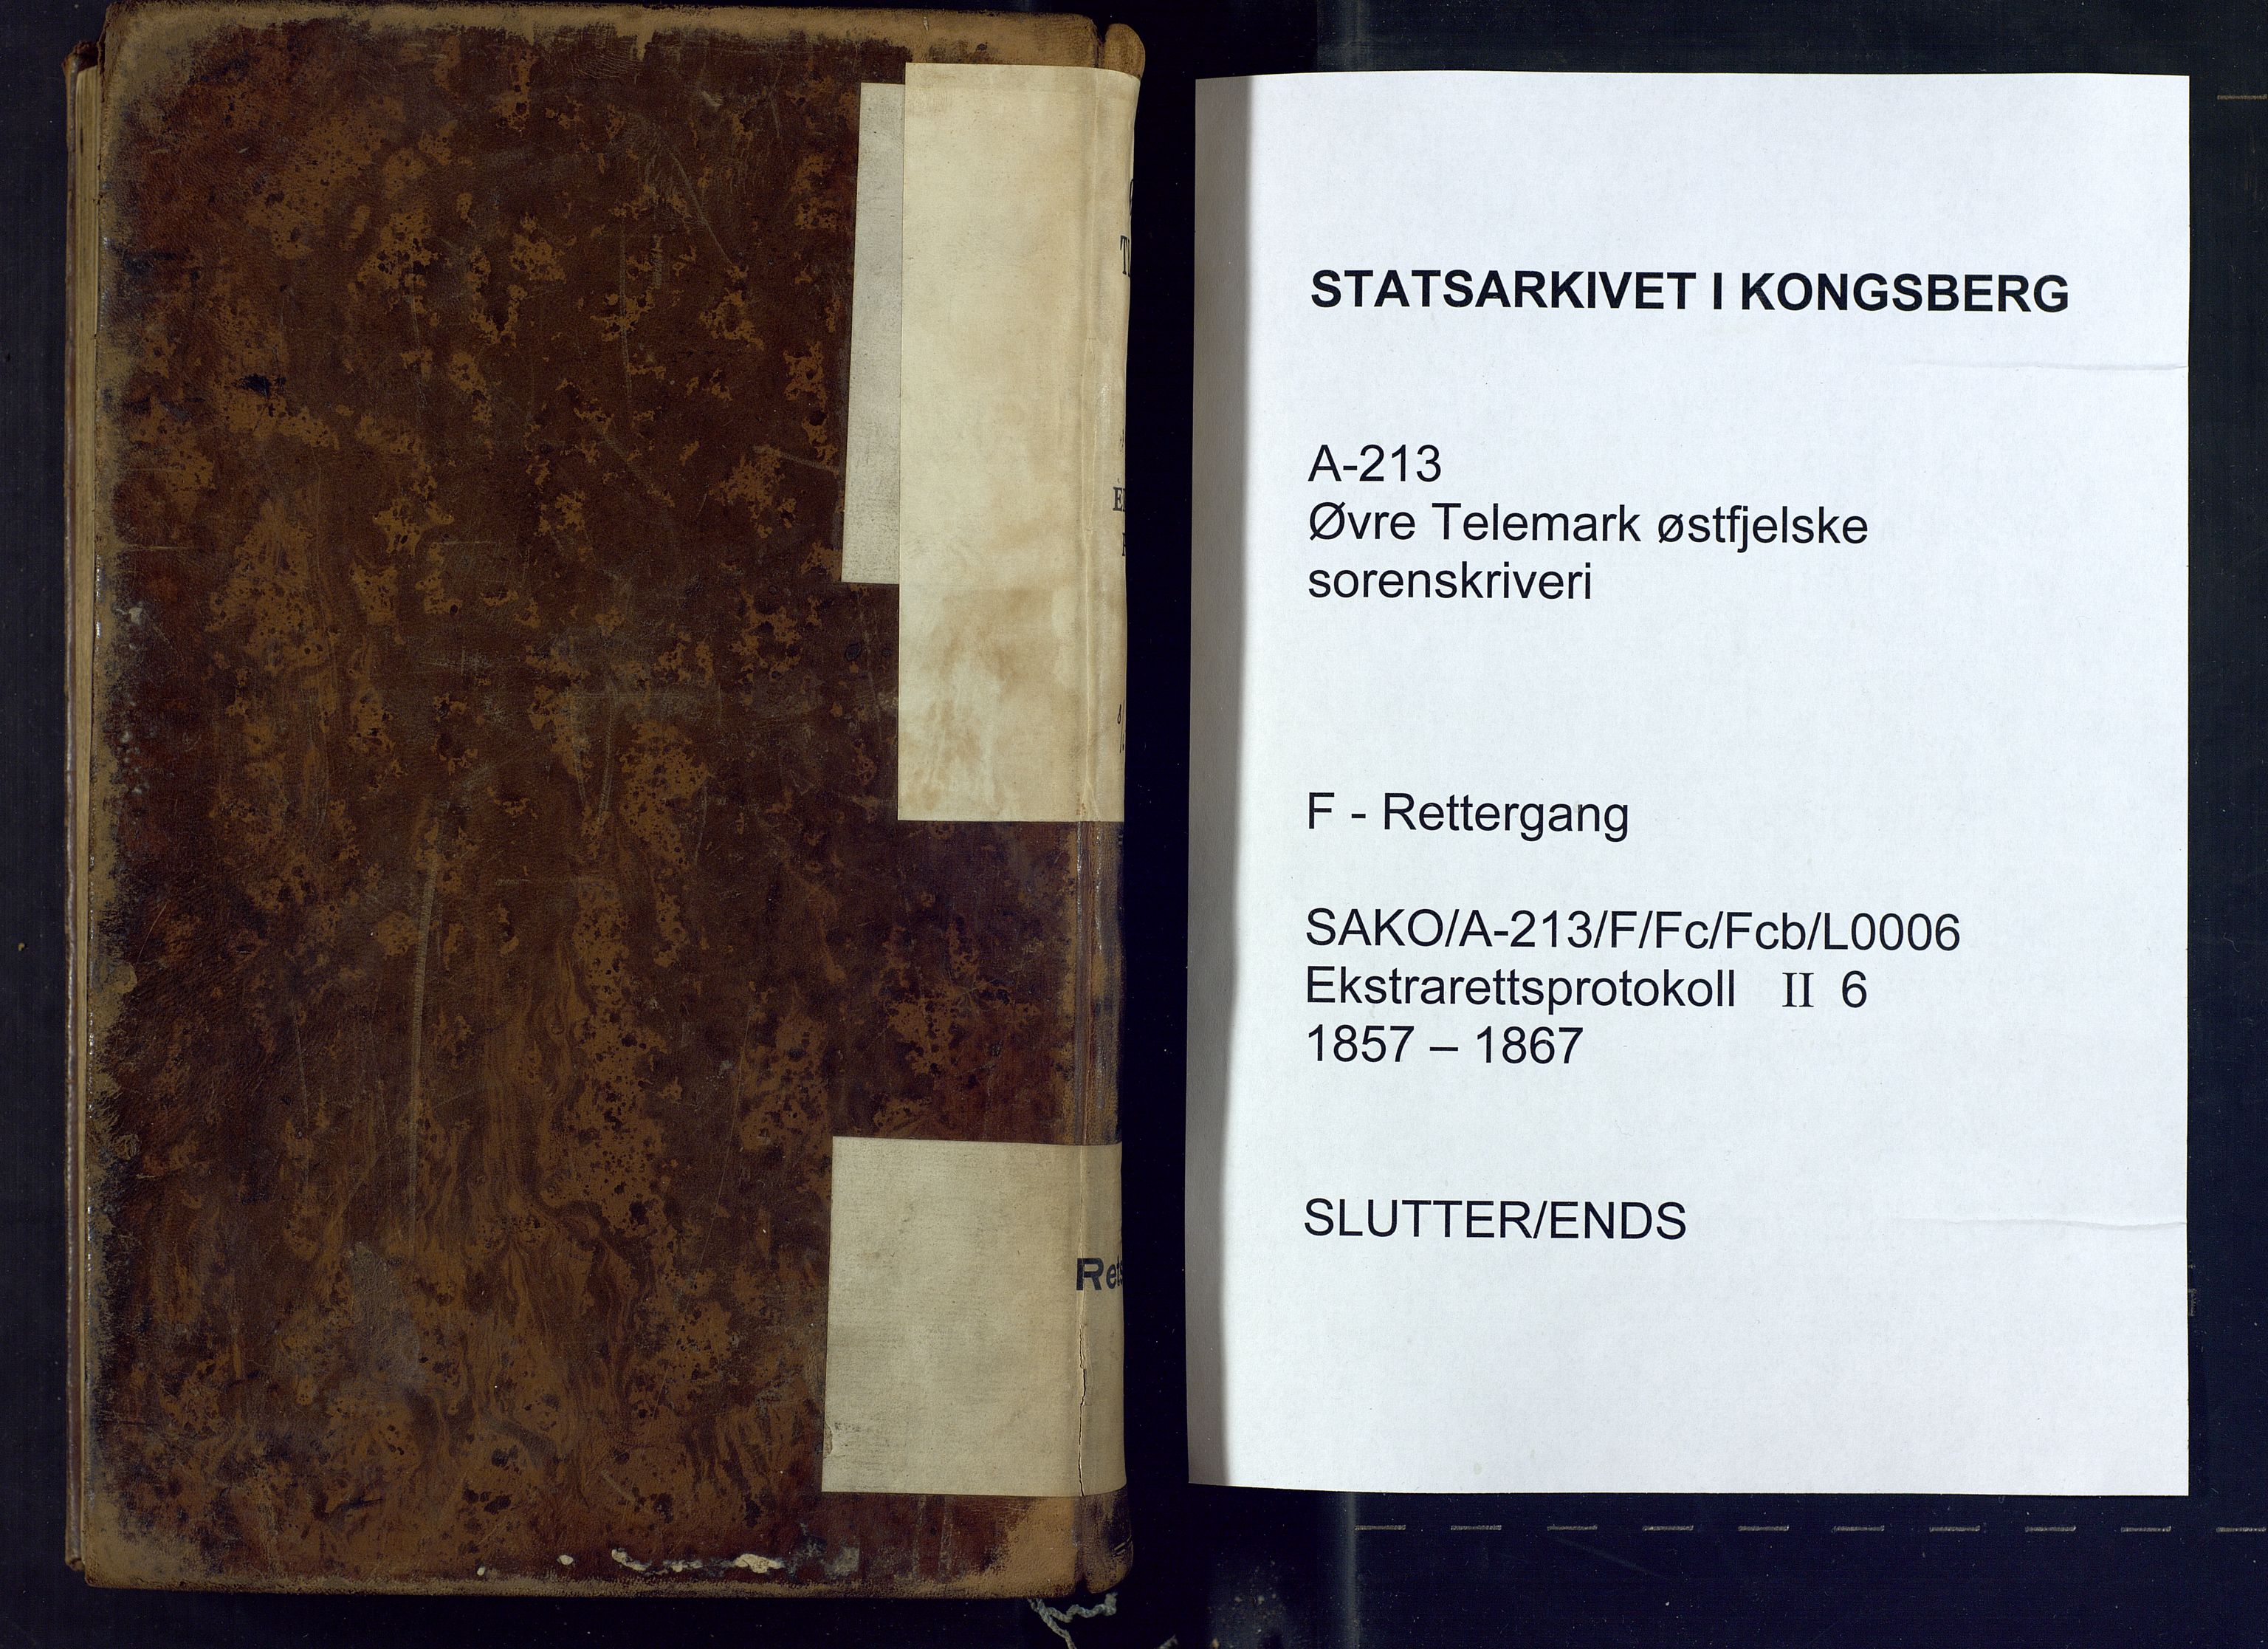 STATSARKIVET I KONGSBERG
A-213
Øvre Telemark østfjelske
sorenskriveri
F - Rettergang
SAKO/A-213/F/Fc/Fcb/L0006
Ekstrarettsprotokoll II 6
1857 – 1867
SLUTTER/ENDS